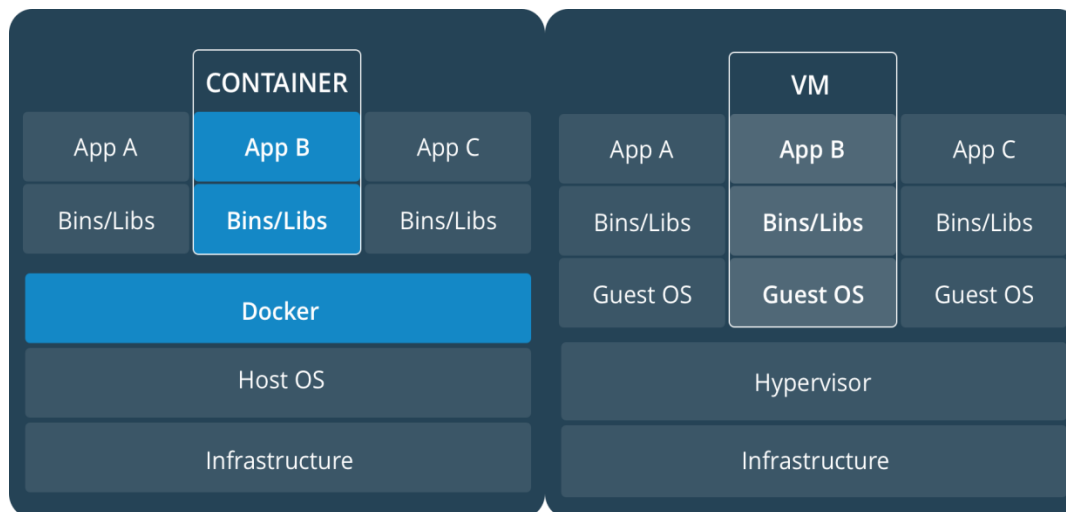 CONTAINER
App A
App B
App C
Bins/Libs
Bins/Libs
Bins/Libs
Docker
Host OS
Infrastructure
VM
App A
App B
App C
Bins/Libs
Bins/Libs
Bins/Libs
Guest OS
Guest OS
Guest OS
Hypervisor
Infrastructure